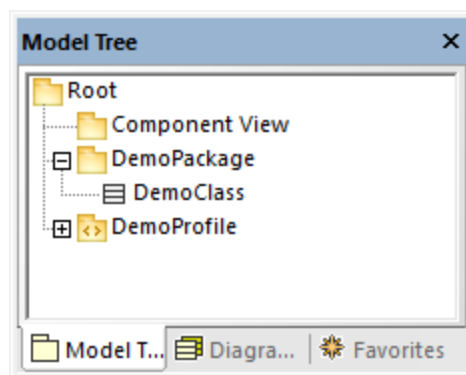 Model Tree
Root
Component View
DemoPackage
DemoClass
DemoProfile
Model T... Diagra... Favorites